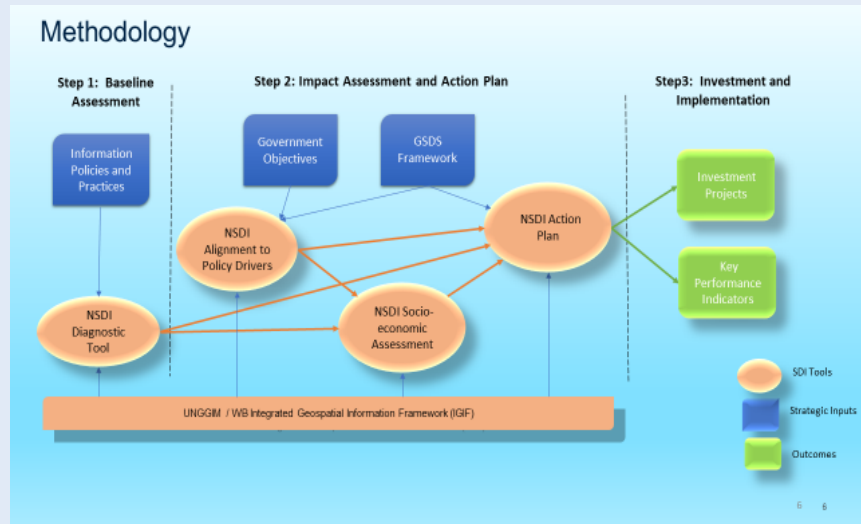 Methodology
Step 1: Baseline
Assessment
Step 2: Impact Assessment and Action Plan
Step3: Investment and
Implementation
Information
Policies and
Practices
Government
Objectives
GSDS
Framework
Investment
Projects
NSDI
Alignment to
Policy Drivers
NSDI Action
Plan
Key
Performance
Indicators
NSDI
Diagnostic
Tool
NSDI Socio-
economic
Assessment
SDI Tools
UNGGIM / WB Integrated Geospatial Information Framework (IGIF)
Strategic Inputs
Outcomes
6 6